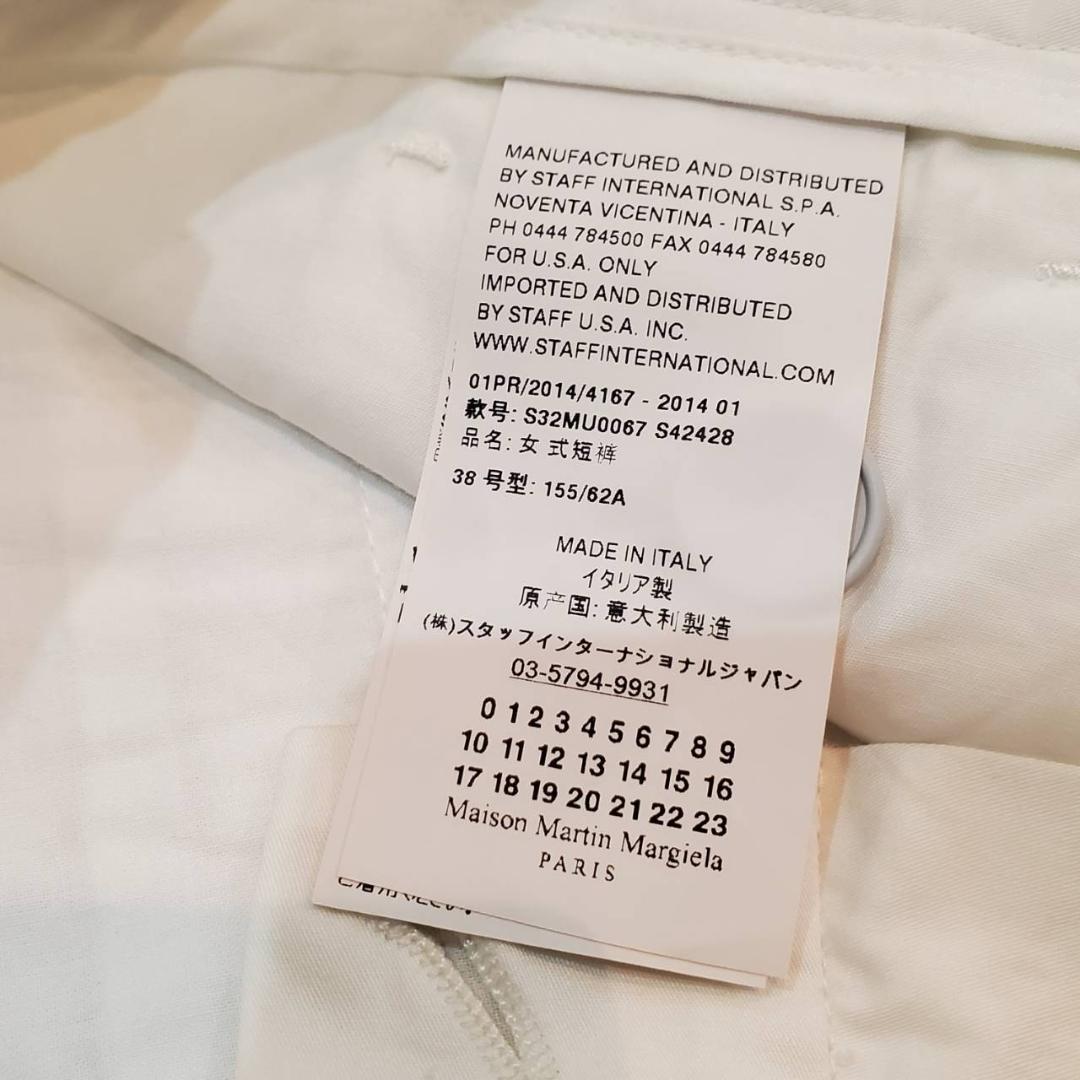 MANUFACTURED AND DISTRIBUTED
BY STAFF INTERNATIONAL S.P.A.
NOVENTA VICENTINA - ITALY
PH 0444 784500 FAX 0444 784580
FOR U.S.A. ONLY
IMPORTED AND DISTRIBUTED
BY STAFF U.S.A. INC.
WWW.STAFFINTERNATIONAL.COM
01PR/2014/4167 - 2014 01
款号: S32MU0067 S42428
品名: 女 式短裤
38 号型: 155/62A
MADE IN ITALY
イタリア製
原产国: 意大利製造
(株)スタッフインターナショナルジャパン
03-5794-9931
0 1 2 3 4 5 6 7 8 9
10 11 12 13 14 15 16
17 18 19 20 21 22 23
Maison Martin Margiela
PARIS